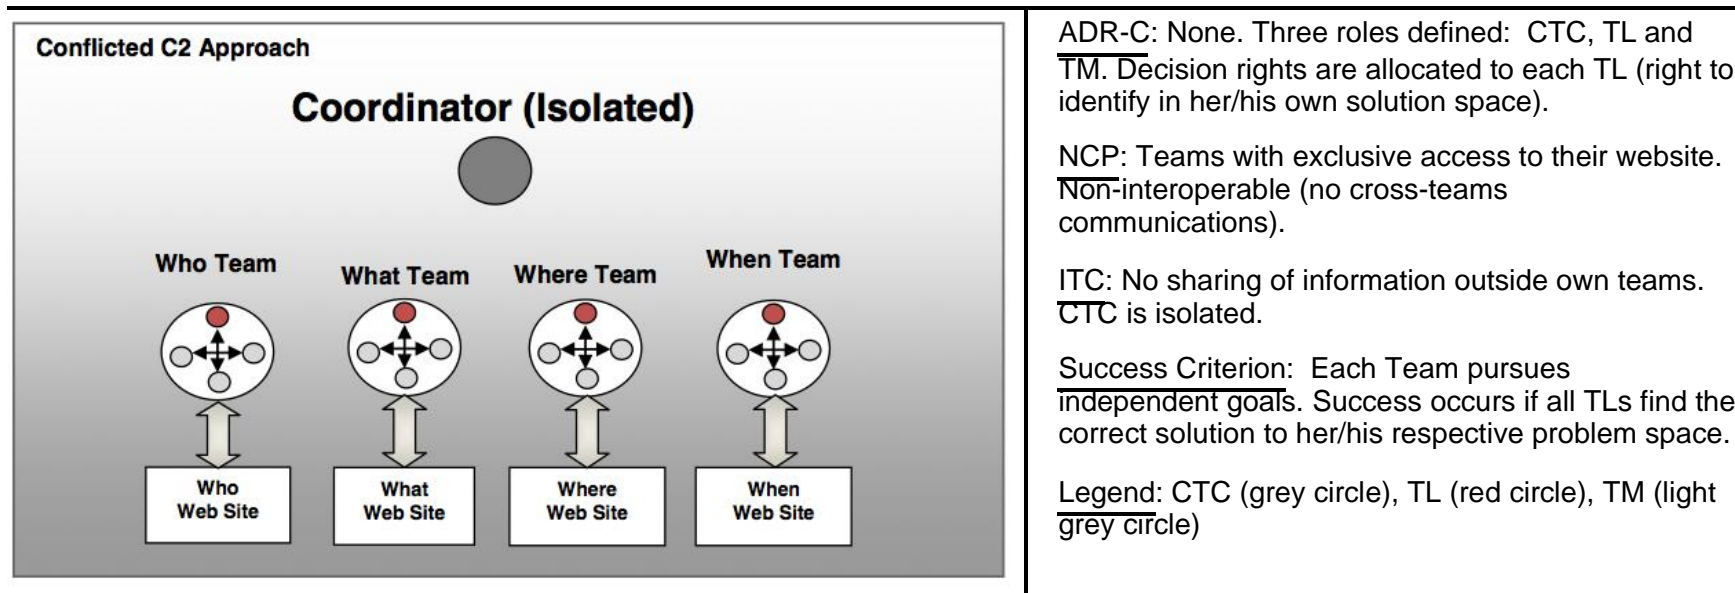 Conflicted C2 Approach
Coordinator (Isolated)
Who Team
What Team
Where Team
When Team
Who
Web Site
What
Web Site
Where
Web Site
When
Web Site
ADR-C: None. Three roles defined:  CTC, TL and
TM. Decision rights are allocated to each TL (right to
identify in her/his own solution space).
NCP: Teams with exclusive access to their website.
Non-interoperable (no cross-teams
communications).
ITC: No sharing of information outside own teams.
CTC is isolated.
Success Criterion:  Each Team pursues
independent goals. Success occurs if all TLs find the
correct solution to her/his respective problem space.
Legend: CTC (grey circle), TL (red circle), TM (light
grey circle)